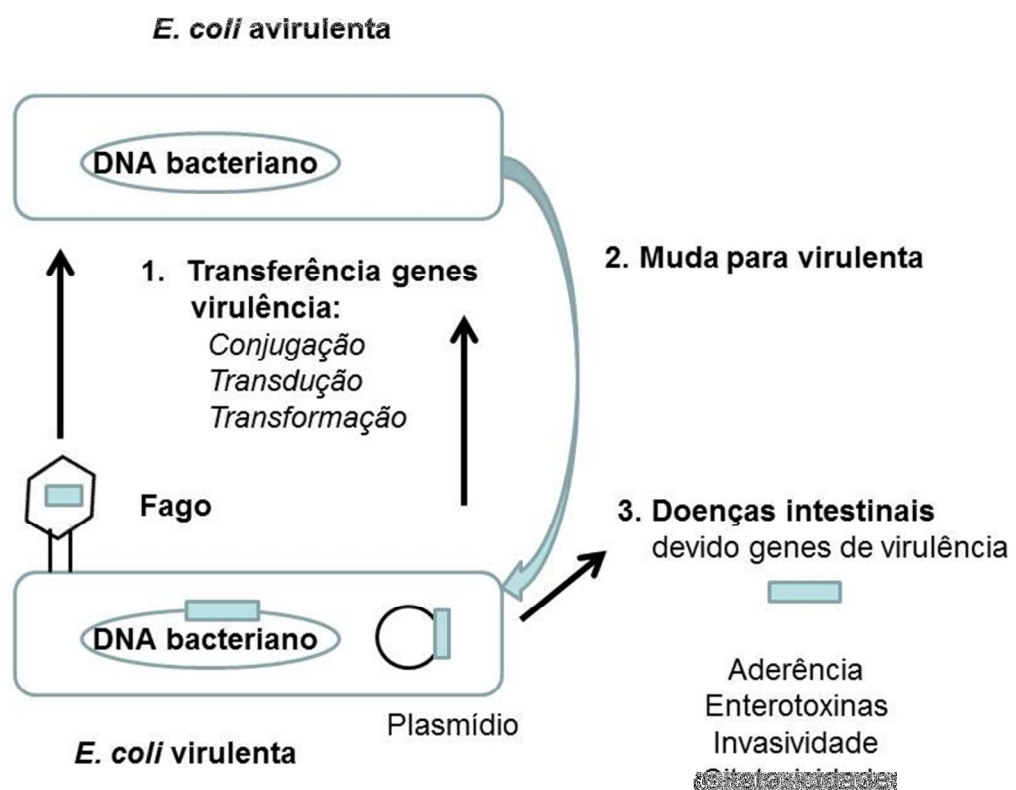 E. coli avirulenta
DNA bacteriano
1. Transferência genes
virulência:
Conjugação
Transdução
Transformação
2. Muda para virulenta
Fago
3. Doenças intestinais
devido genes de virulência
DNA bacteriano
Plasmídio
E. coli virulenta
Aderência
Enterotoxinas
Invasividade